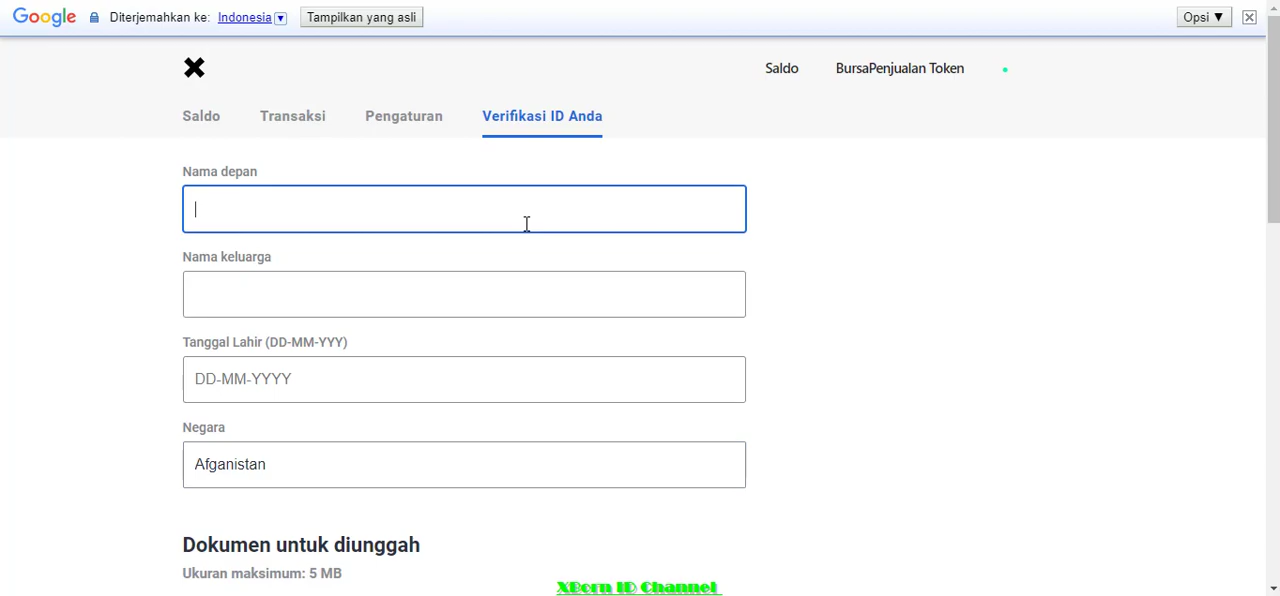 Google Diterjemahkan ke: Indonesia ▼ Tampilkan yang asli Opsi ▼
Saldo BursaPenjualan Token
Saldo Transaksi Pengaturan Verifikasi ID Anda
Nama depan
Nama keluarga
Tanggal Lahir (DD-MM-YYY)
DD-MM-YYYY
Negara
Afganistan
Dokumen untuk diunggah
Ukuran maksimum: 5 MB
XBorn ID Channel